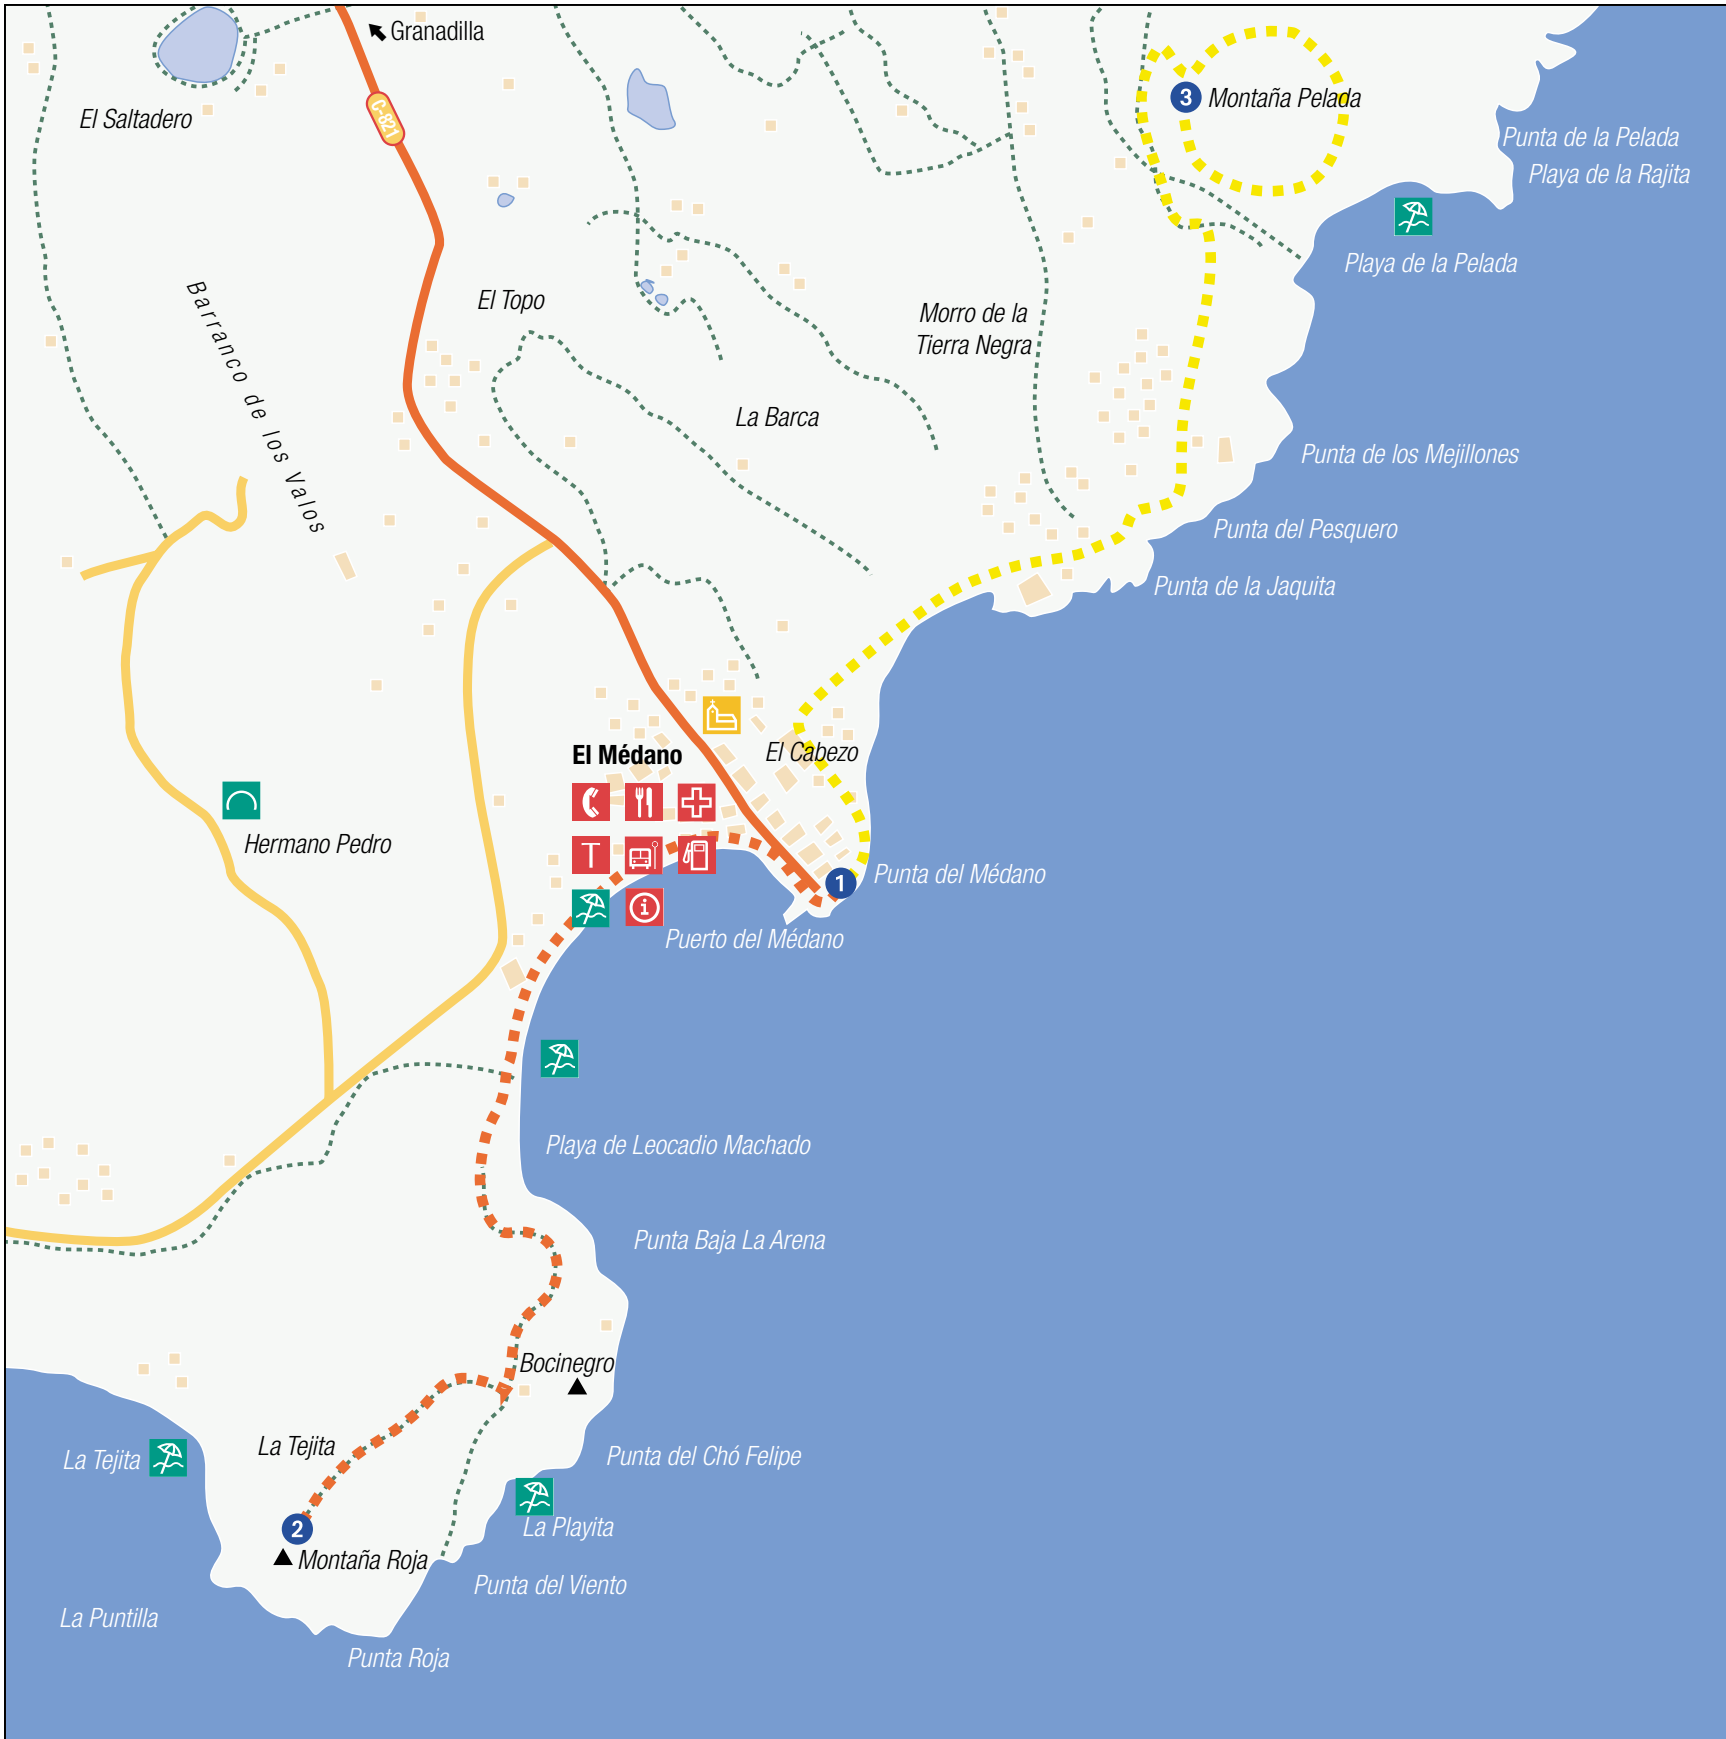 Granadilla
C-821
3
Montaña Pelada
El Saltadero
Punta de la Pelada
Playa de la Rajita
Playa de la Pelada
Barranco de los Valos
El Topo
Morro de la
Tierra Negra
La Barca
Punta de los Mejillones
Punta del Pesquero
Punta de la Jaquita
El Médano
El Cabezo
Hermano Pedro
T
i
1
Punta del Médano
Puerto del Médano
Playa de Leocadio Machado
Punta Baja La Arena
Bocinegro
La Tejita
La Tejita
Punta del Chó Felipe
La Playita
2
Montaña Roja
Punta del Viento
La Puntilla
Punta Roja